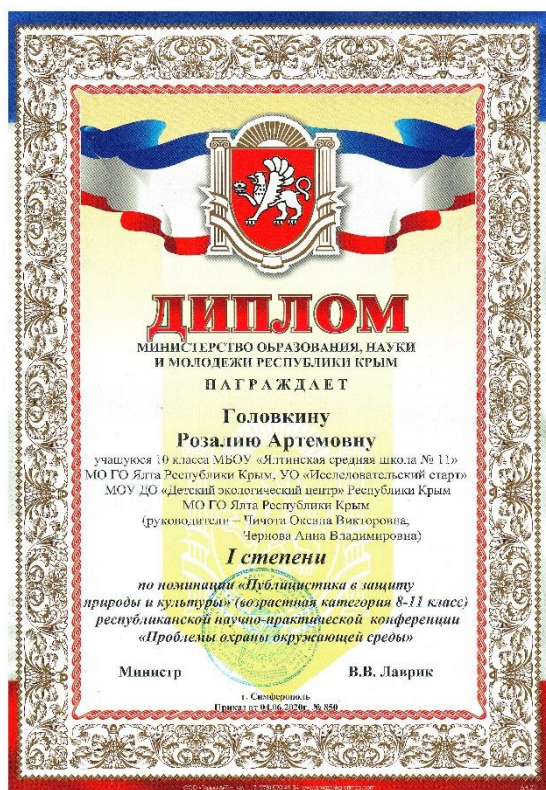 ДИПЛОМ
МИНИСТЕРСТВО ОБРАЗОВАНИЯ, НАУКИ
И МОЛОДЕЖИ РЕСПУБЛИКИ КРЫМ
НАГРАЖДАЕТ
Головкину
Розалию Артемовну
учащуюся 10 класса МБОУ «Ялтинская средняя школа № 11»
МО ГО Ялта Республики Крым, УО «Исследовательский старт»
МОУ ДО «Детский экологический центр» Республики Крым
МО ГО Ялта Республики Крым
(руководители – Чичота Оксана Викторовна,
Чернова Анна Владимировна)
I степени
по номинации «Публицистика в защиту
природы и культуры» (возрастная категория 8-11 класс)
республиканской научно-практической конференции
«Проблемы охраны окружающей среды»
Министр В.В. Лаврик
г. Симферополь
Приказ от 04.06.2020г. № 850